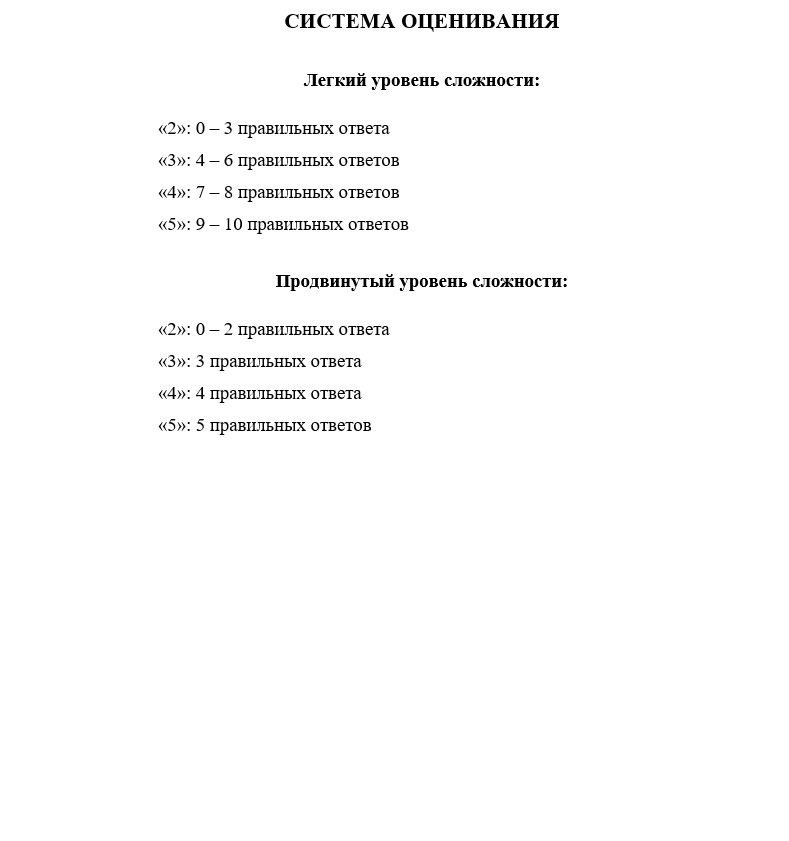 СИСТЕМА ОЦЕНИВАНИЯ
Легкий уровень сложности:
«2»: 0 – 3 правильных ответа
«3»: 4 – 6 правильных ответов
«4»: 7 – 8 правильных ответов
«5»: 9 – 10 правильных ответов
Продвинутый уровень сложности:
«2»: 0 – 2 правильных ответа
«3»: 3 правильных ответа
«4»: 4 правильных ответа
«5»: 5 правильных ответов